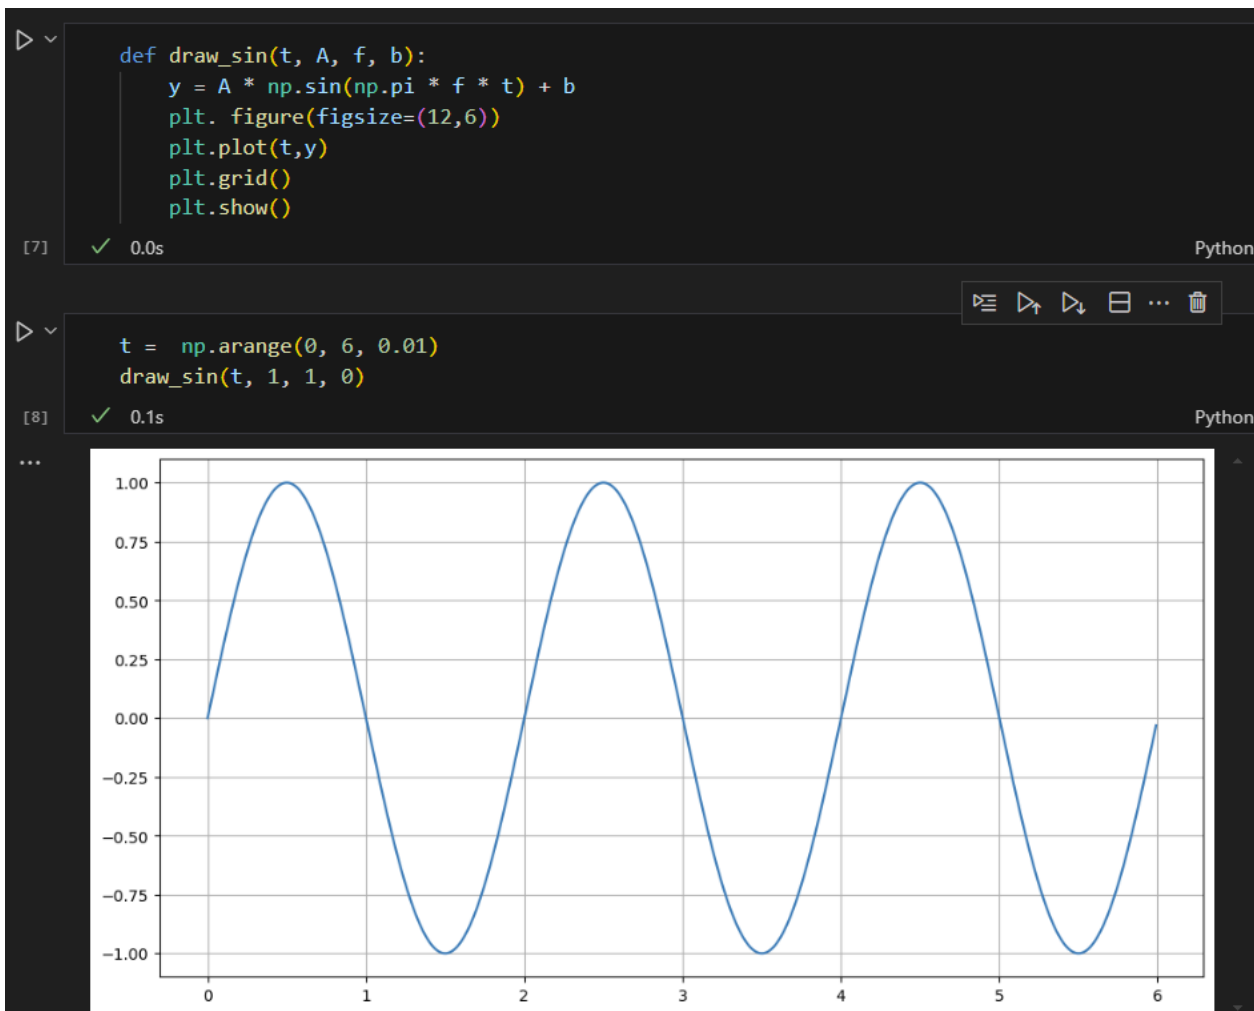 def draw_sin(t, A, f, b):
y = A * np.sin(np.pi * f * t) + b
plt. figure(figsize=(12,6))
plt.plot(t,y)
plt.grid()
plt.show()
[7] 0.0s Python
t =  np.arange(0, 6, 0.01)
draw_sin(t, 1, 1, 0)
[8] 0.1s Python
1.00
0.75
0.50
0.25
0.00
−0.25
−0.50
−0.75
−1.00
0 1 2 3 4 5 6